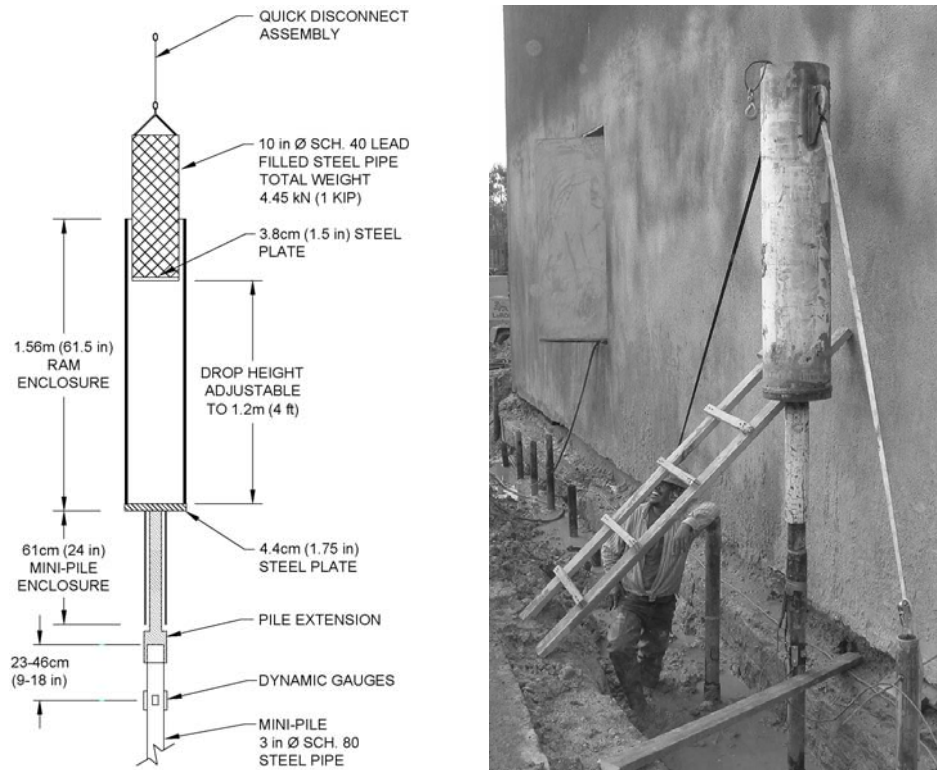 QUICK DISCONNECT
ASSEMBLY
10 in Ø SCH. 40 LEAD
FILLED STEEL PIPE
TOTAL WEIGHT
4.45 kN (1 KIP)
3.8cm (1.5 in) STEEL
PLATE
1.56m (61.5 in)
RAM
ENCLOSURE
DROP HEIGHT
ADJUSTABLE
TO 1.2m (4 ft)
61cm (24 in)
MINI-PILE
ENCLOSURE
4.4cm (1.75 in)
STEEL PLATE
PILE EXTENSION
23-46cm
(9-18 in)
DYNAMIC GAUGES
MINI-PILE
3 in Ø SCH. 80
STEEL PIPE